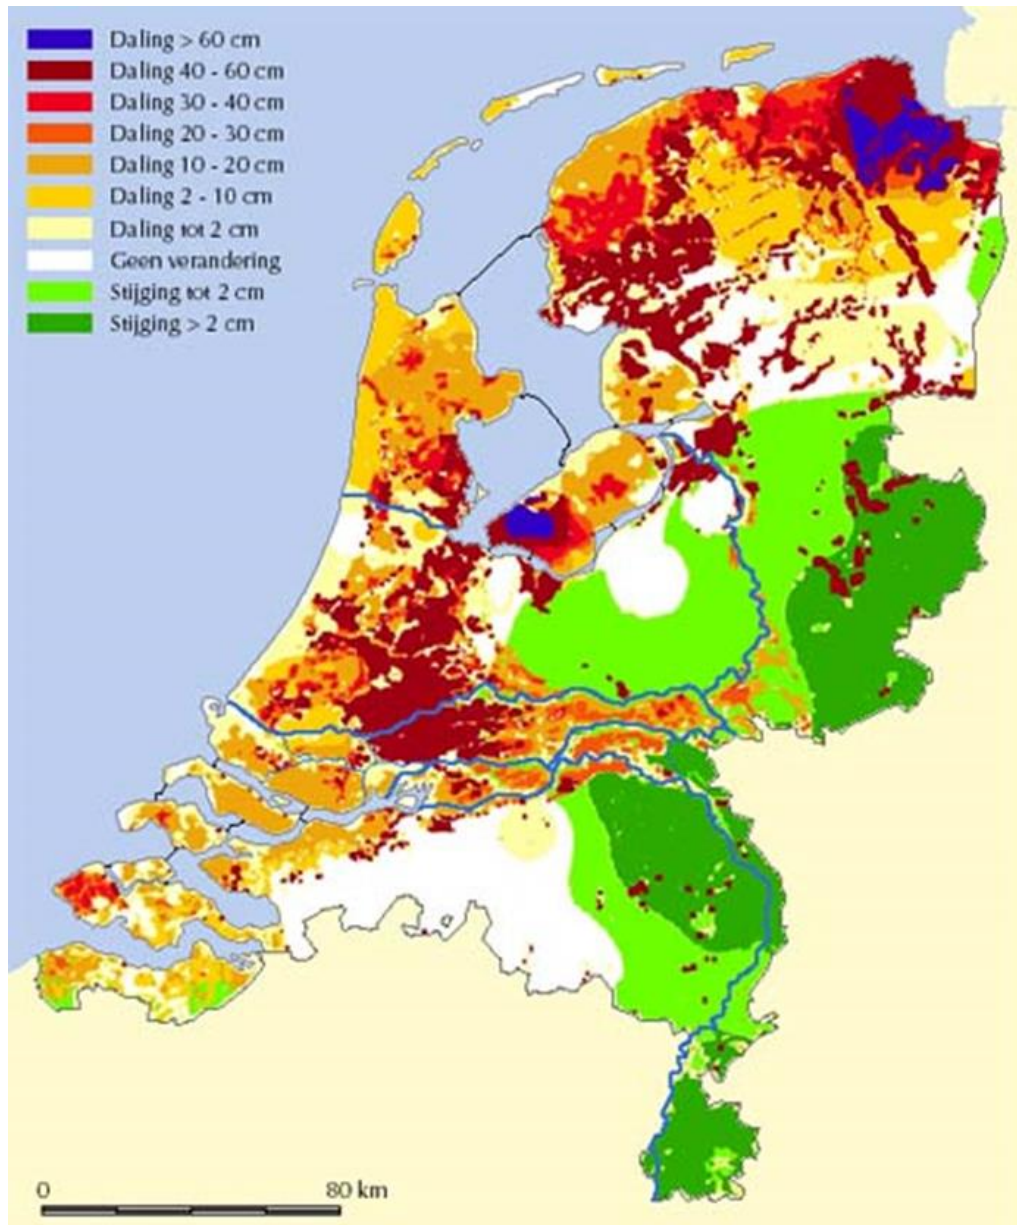 Daling > 60 cm
Daling 40 - 60 cm
Daling 30 - 40 cm
Daling 20 - 30 cm
Daling 10 - 20 cm
Daling 2 - 10 cm
Daling tot 2 cm
Geen verandering
Stijging tot 2 cm
Stijging > 2 cm
0 80 km